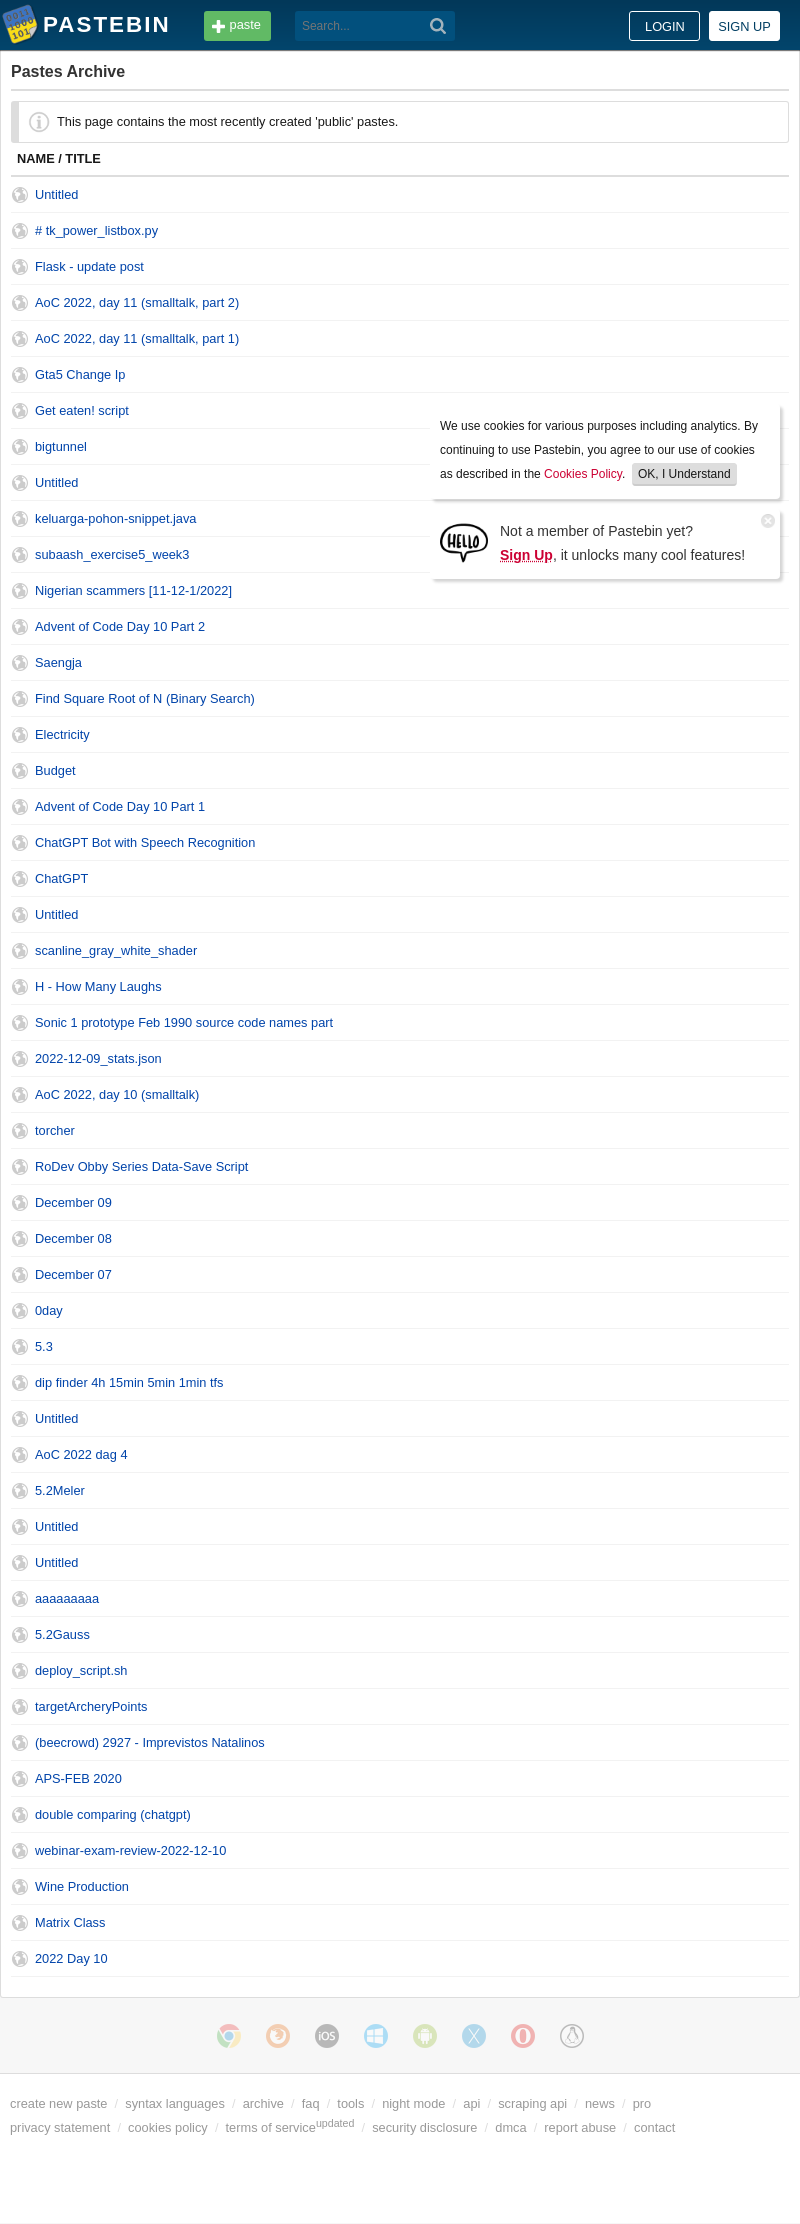 PASTEBIN paste Search... LOGIN SIGN UP
Pastes Archive
This page contains the most recently created 'public' pastes.
NAME / TITLE
Untitled
# tk_power_listbox.py
Flask - update post
AoC 2022, day 11 (smalltalk, part 2)
AoC 2022, day 11 (smalltalk, part 1)
Gta5 Change Ip
Get eaten! script
bigtunnel
Untitled
keluarga-pohon-snippet.java
subaash_exercise5_week3
Nigerian scammers [11-12-1/2022]
We use cookies for various purposes including analytics. By
continuing to use Pastebin, you agree to our use of cookies
as described in the Cookies Policy. OK, I Understand
HELLO
Not a member of Pastebin yet?
Sign Up, it unlocks many cool features!
Advent of Code Day 10 Part 2
Saengja
Find Square Root of N (Binary Search)
Electricity
Budget
Advent of Code Day 10 Part 1
ChatGPT Bot with Speech Recognition
ChatGPT
Untitled
scanline_gray_white_shader
H - How Many Laughs
Sonic 1 prototype Feb 1990 source code names part
2022-12-09_stats.json
AoC 2022, day 10 (smalltalk)
torcher
RoDev Obby Series Data-Save Script
December 09
December 08
December 07
0day
5.3
dip finder 4h 15min 5min 1min tfs
Untitled
AoC 2022 dag 4
5.2Meler
Untitled
Untitled
aaaaaaaaa
5.2Gauss
deploy_script.sh
targetArcheryPoints
(beecrowd) 2927 - Imprevistos Natalinos
APS-FEB 2020
double comparing (chatgpt)
webinar-exam-review-2022-12-10
Wine Production
Matrix Class
2022 Day 10
iOS
create new paste / syntax languages / archive / faq / tools / night mode / api / scraping api / news / pro
privacy statement / cookies policy / terms of serviceupdated / security disclosure / dmca / report abuse / contact